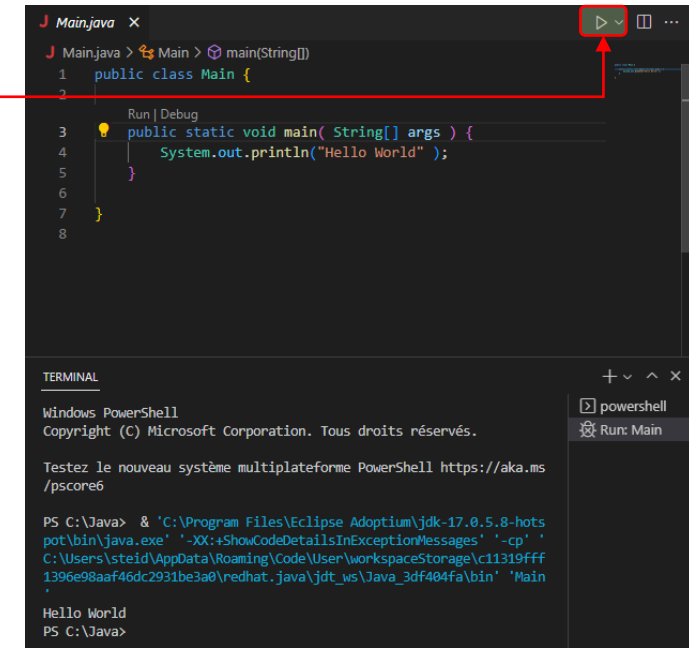 J Main.java ×
J Main.java > Main > main(String[])
1 public class Main {
2
Run | Debug
3 public static void main( String[] args ) {
4 System.out.println("Hello World" );
5 }
6
7 }
8
TERMINAL
powershell
Run: Main
Windows PowerShell
Copyright (C) Microsoft Corporation. Tous droits réservés.
Testez le nouveau système multiplateforme PowerShell https://aka.ms
/pscore6
PS C:\Java> & 'C:\Program Files\Eclipse Adoptium\jdk-17.0.5.8-hots
pot\bin\java.exe' '-XX:+ShowCodeDetailsInExceptionMessages' '-cp' '
C:\Users\steid\AppData\Roaming\Code\User\workspaceStorage\c11319fff
1396e98aaf46dc2931be3a0\redhat.java\jdt_ws\Java_3df404fa\bin' 'Main
'
Hello World
PS C:\Java>